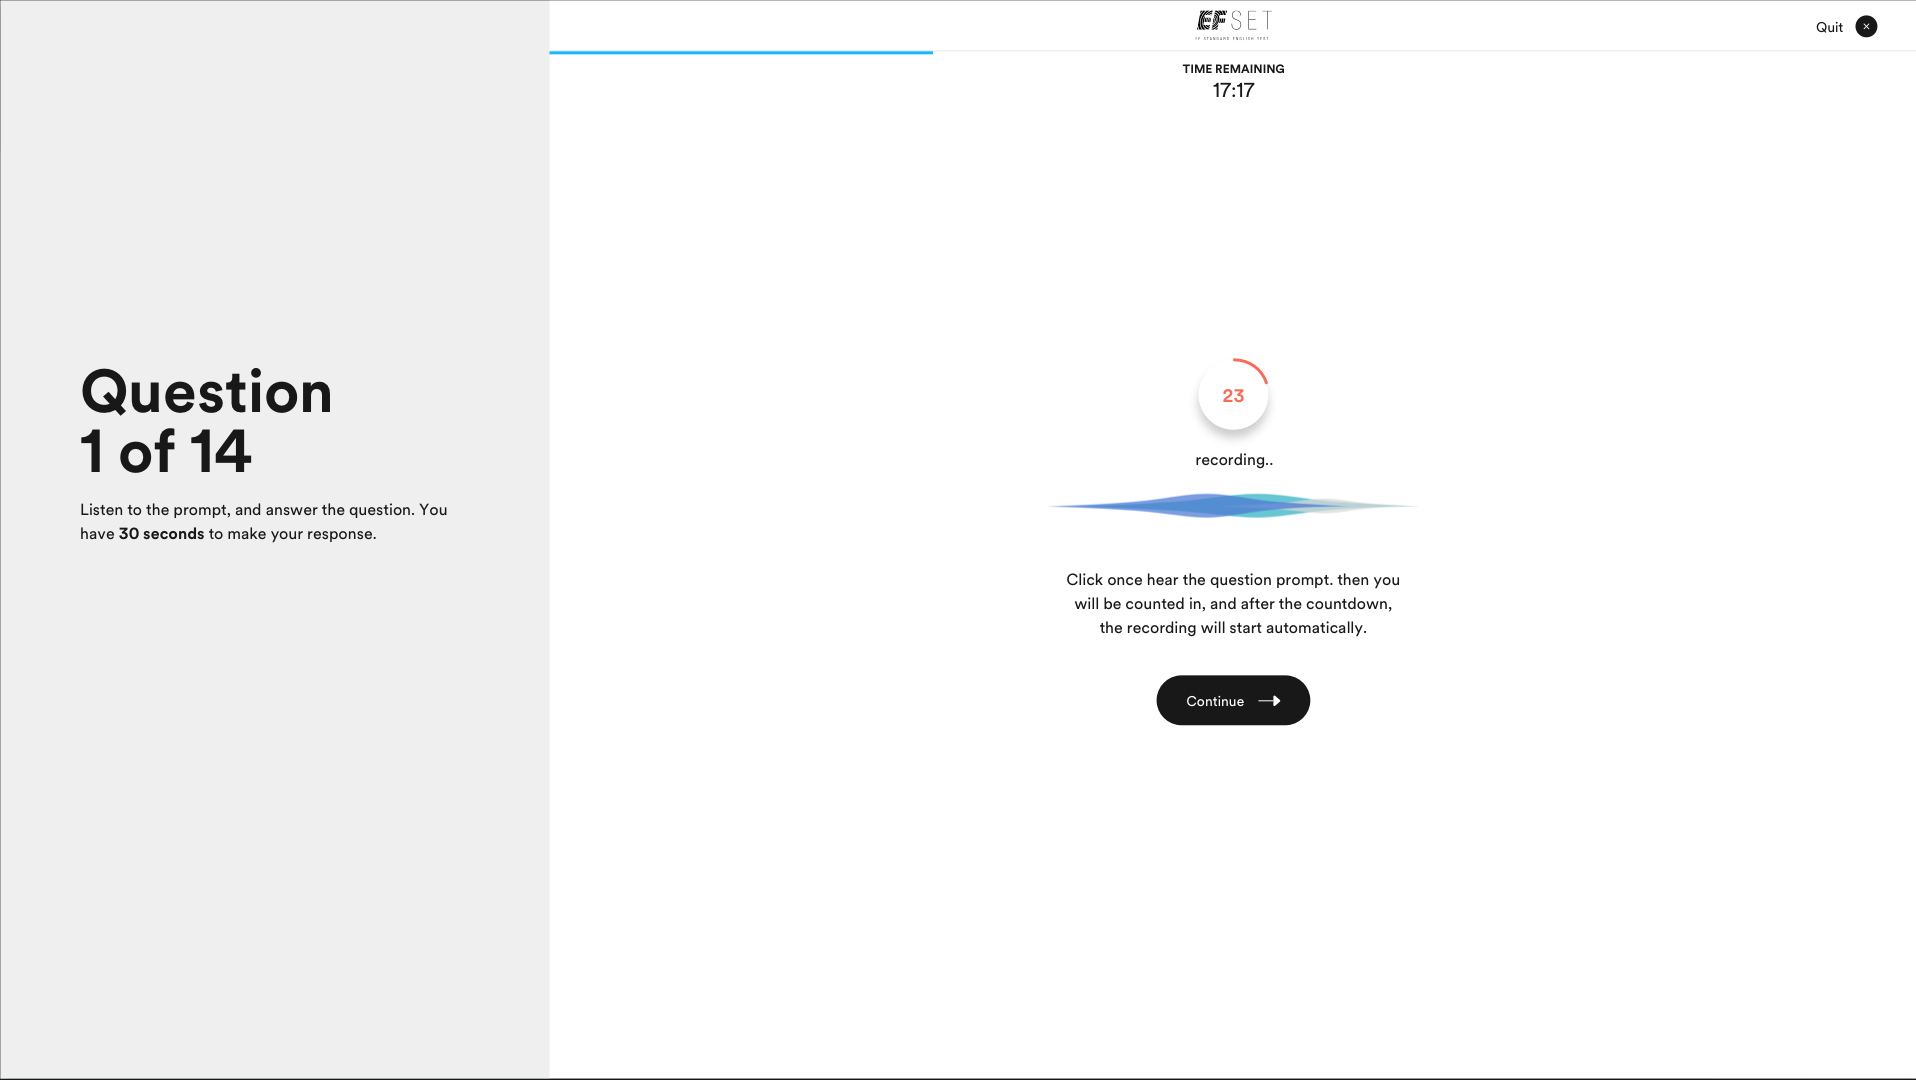 EFSET
EF STANDARD ENGLISH TEST
Quit
TIME REMAINING
17:17
Question
1 of 14
Listen to the prompt, and answer the question. You
have 30 seconds to make your response.
23
recording..
Click once hear the question prompt. then you
will be counted in, and after the countdown,
the recording will start automatically.
Continue